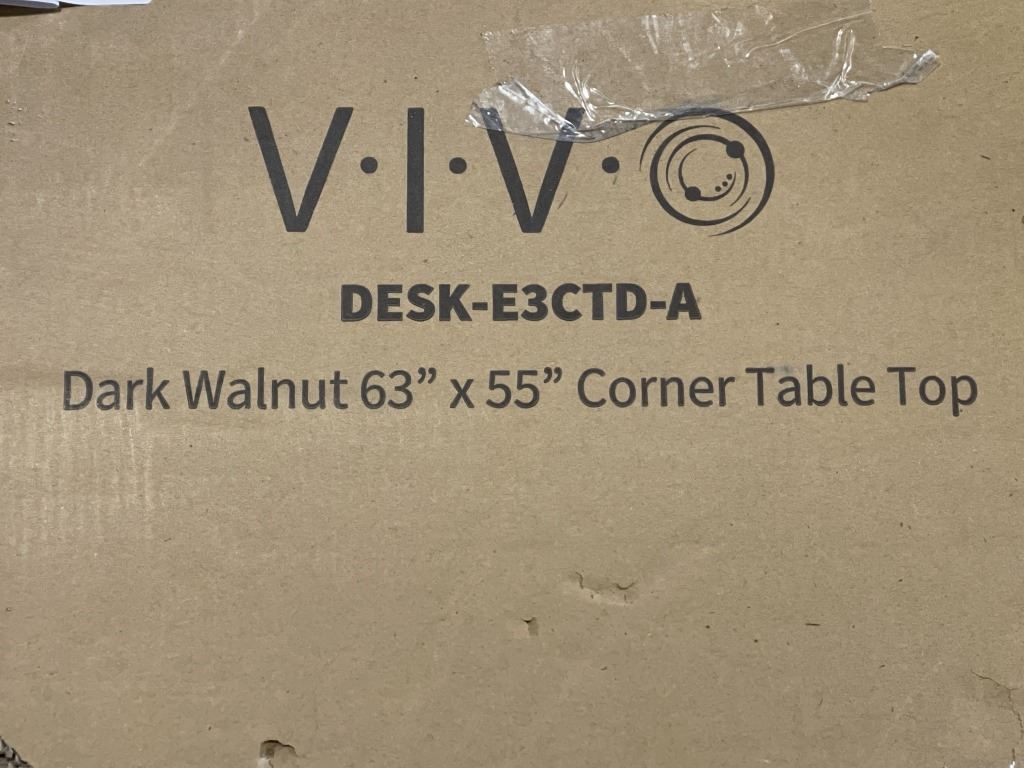 V·I·V·O
DESK-E3CTD-A
Dark Walnut 63” x 55” Corner Table Top